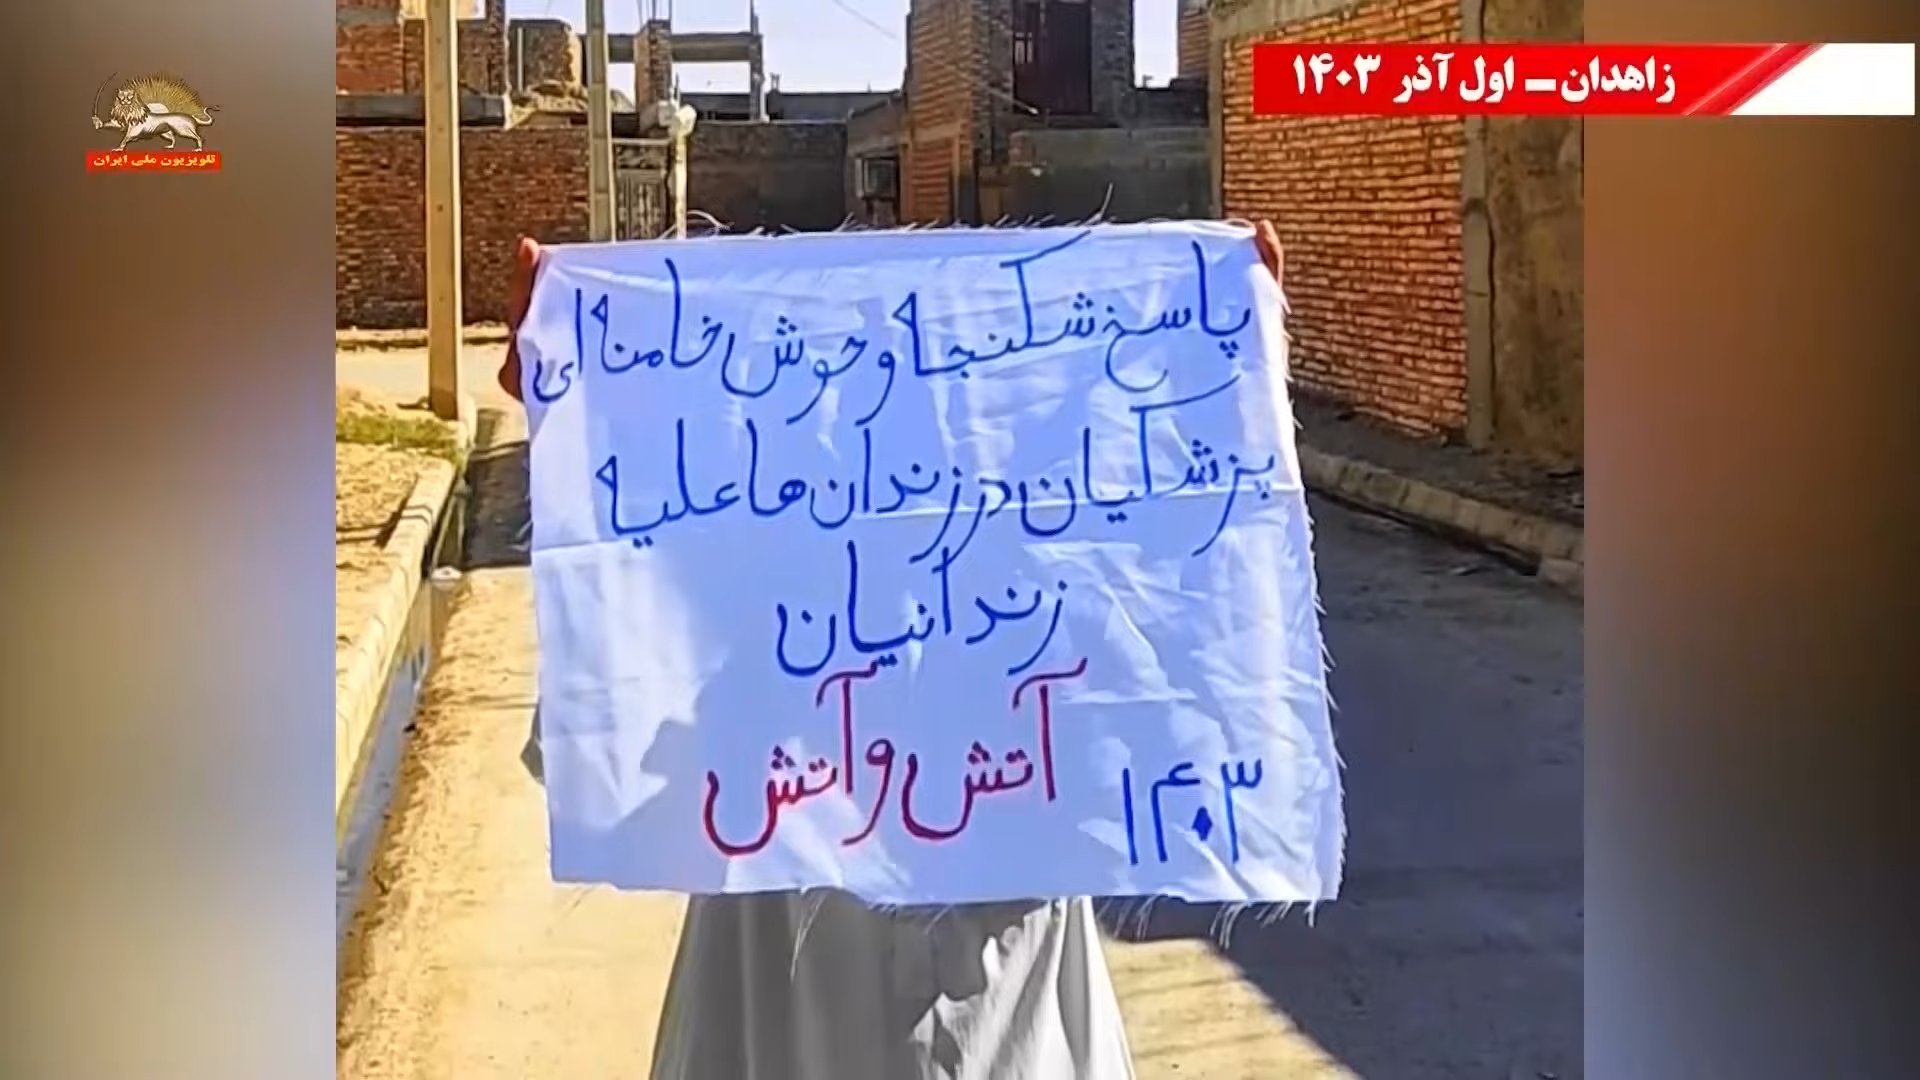 زاهدان- اول آذر ۱۴۰۳
تلویزیون ملی ایران
پاسخ شکنجه و حوش خامنه ای
پزشکیان در زندان ها علیه
زندانیان
آتش و آتش
۱۴۰۳